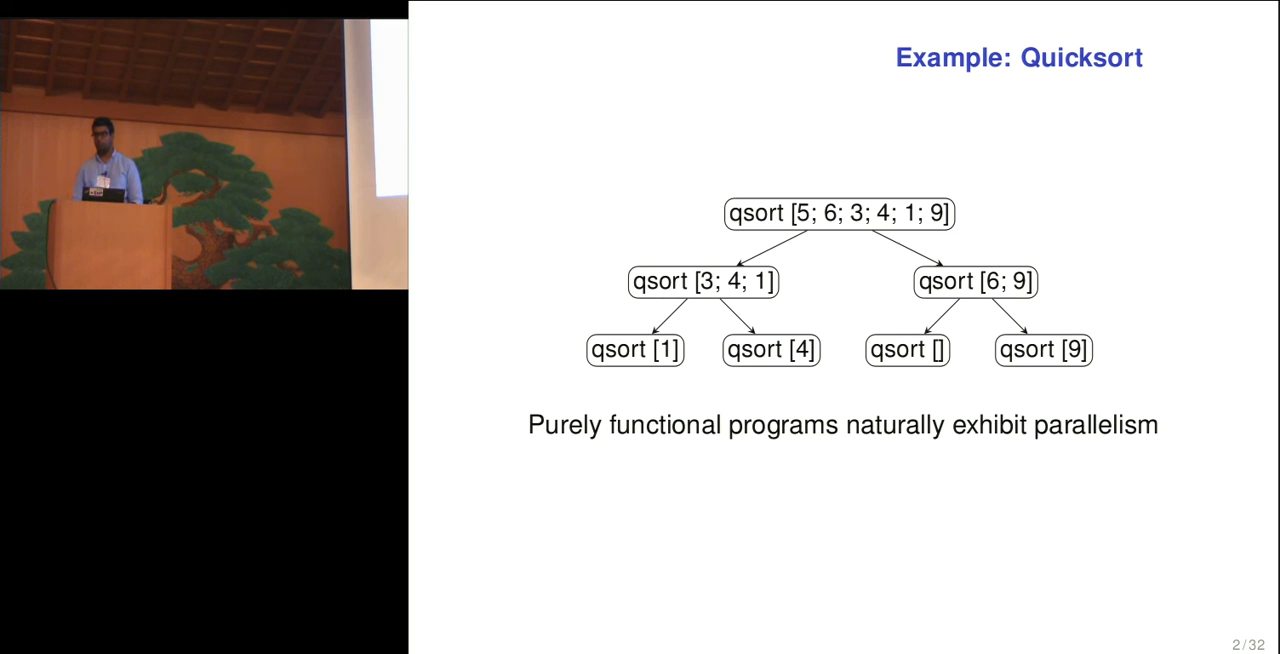 Example: Quicksort
qsort [5; 6; 3; 4; 1; 9]
qsort [3; 4; 1]
qsort [6; 9]
qsort [1]
qsort [4]
qsort []
qsort [9]
Purely functional programs naturally exhibit parallelism
2/32